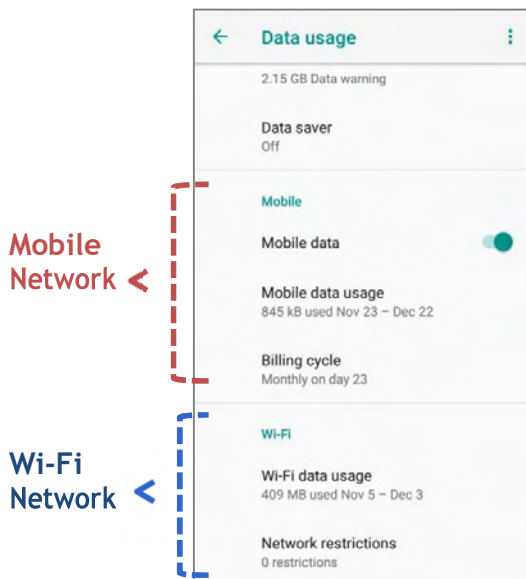 Data usage
2.15 GB Data warning
Data saver
Off
Mobile
Network
Mobile
Mobile data
Mobile data usage
845 kB used Nov 23 – Dec 22
Billing cycle
Monthly on day 23
Wi-Fi
Network
Wi-Fi
Wi-Fi data usage
409 MB used Nov 5 – Dec 3
Network restrictions
0 restrictions